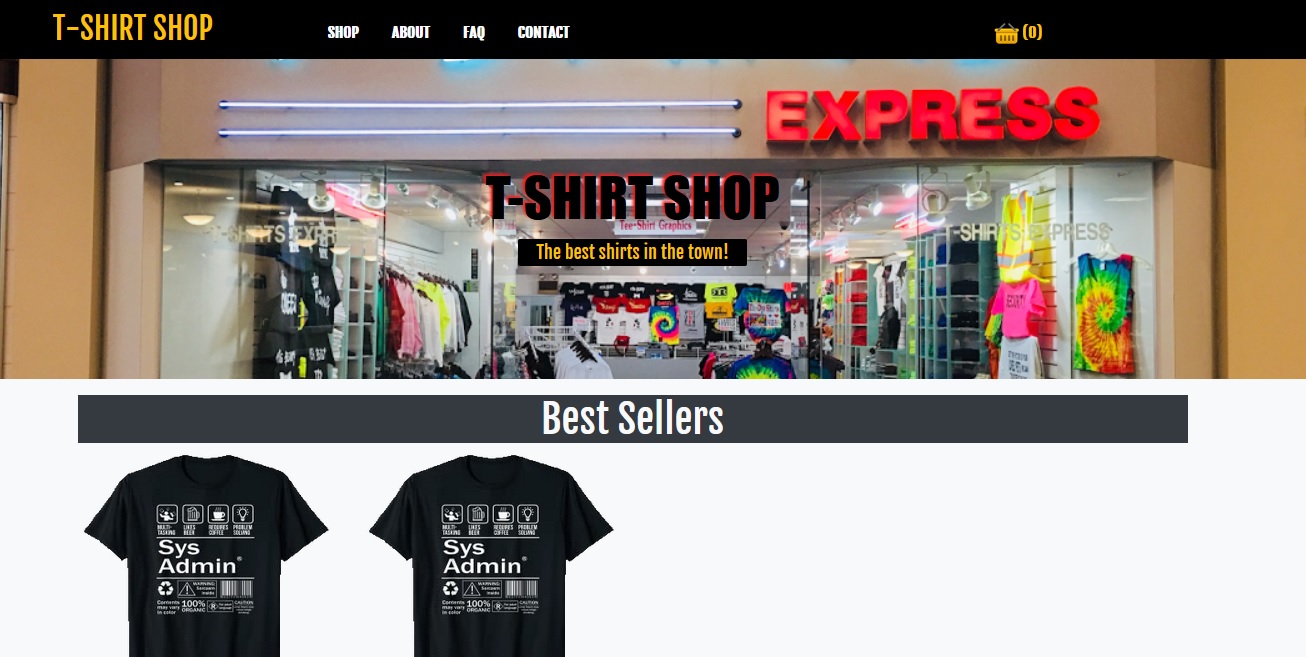 T-SHIRT SHOP
SHOP ABOUT FAQ CONTACT (0)
EXPRESS
T-SHIRT SHOP
Tee-Shirt Graphics
The best shirts in the town!
T-SHIRTS EXPR
T-SHIRTS EXPRESS
Best Sellers
MULTI-TASKING LIKES BEER REQUIRES COFFEE PROBLEM SOLVING
Sys
Admin®
WARNING: Sarcasm inside
Contents may vary in color 100% ORGANIC CAUTION
MULTI-TASKING LIKES BEER REQUIRES COFFEE PROBLEM SOLVING
Sys
Admin®
WARNING: Sarcasm inside
Contents may vary in color 100% ORGANIC CAUTION